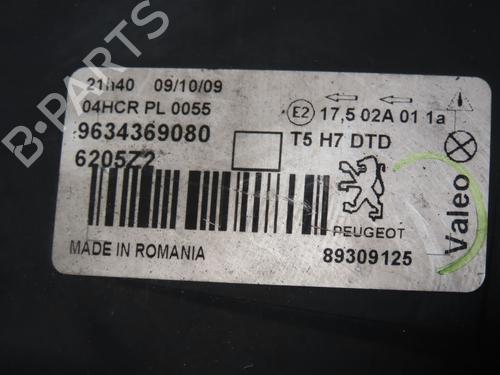 21h40 09/10/09
04HCR PL 0055
9634369080
6205Z2
E2 17,5 02A 01 1a
T5 H7 DTD
PEUGEOT
Valeo
MADE IN ROMANIA
89309125
B-PARTS